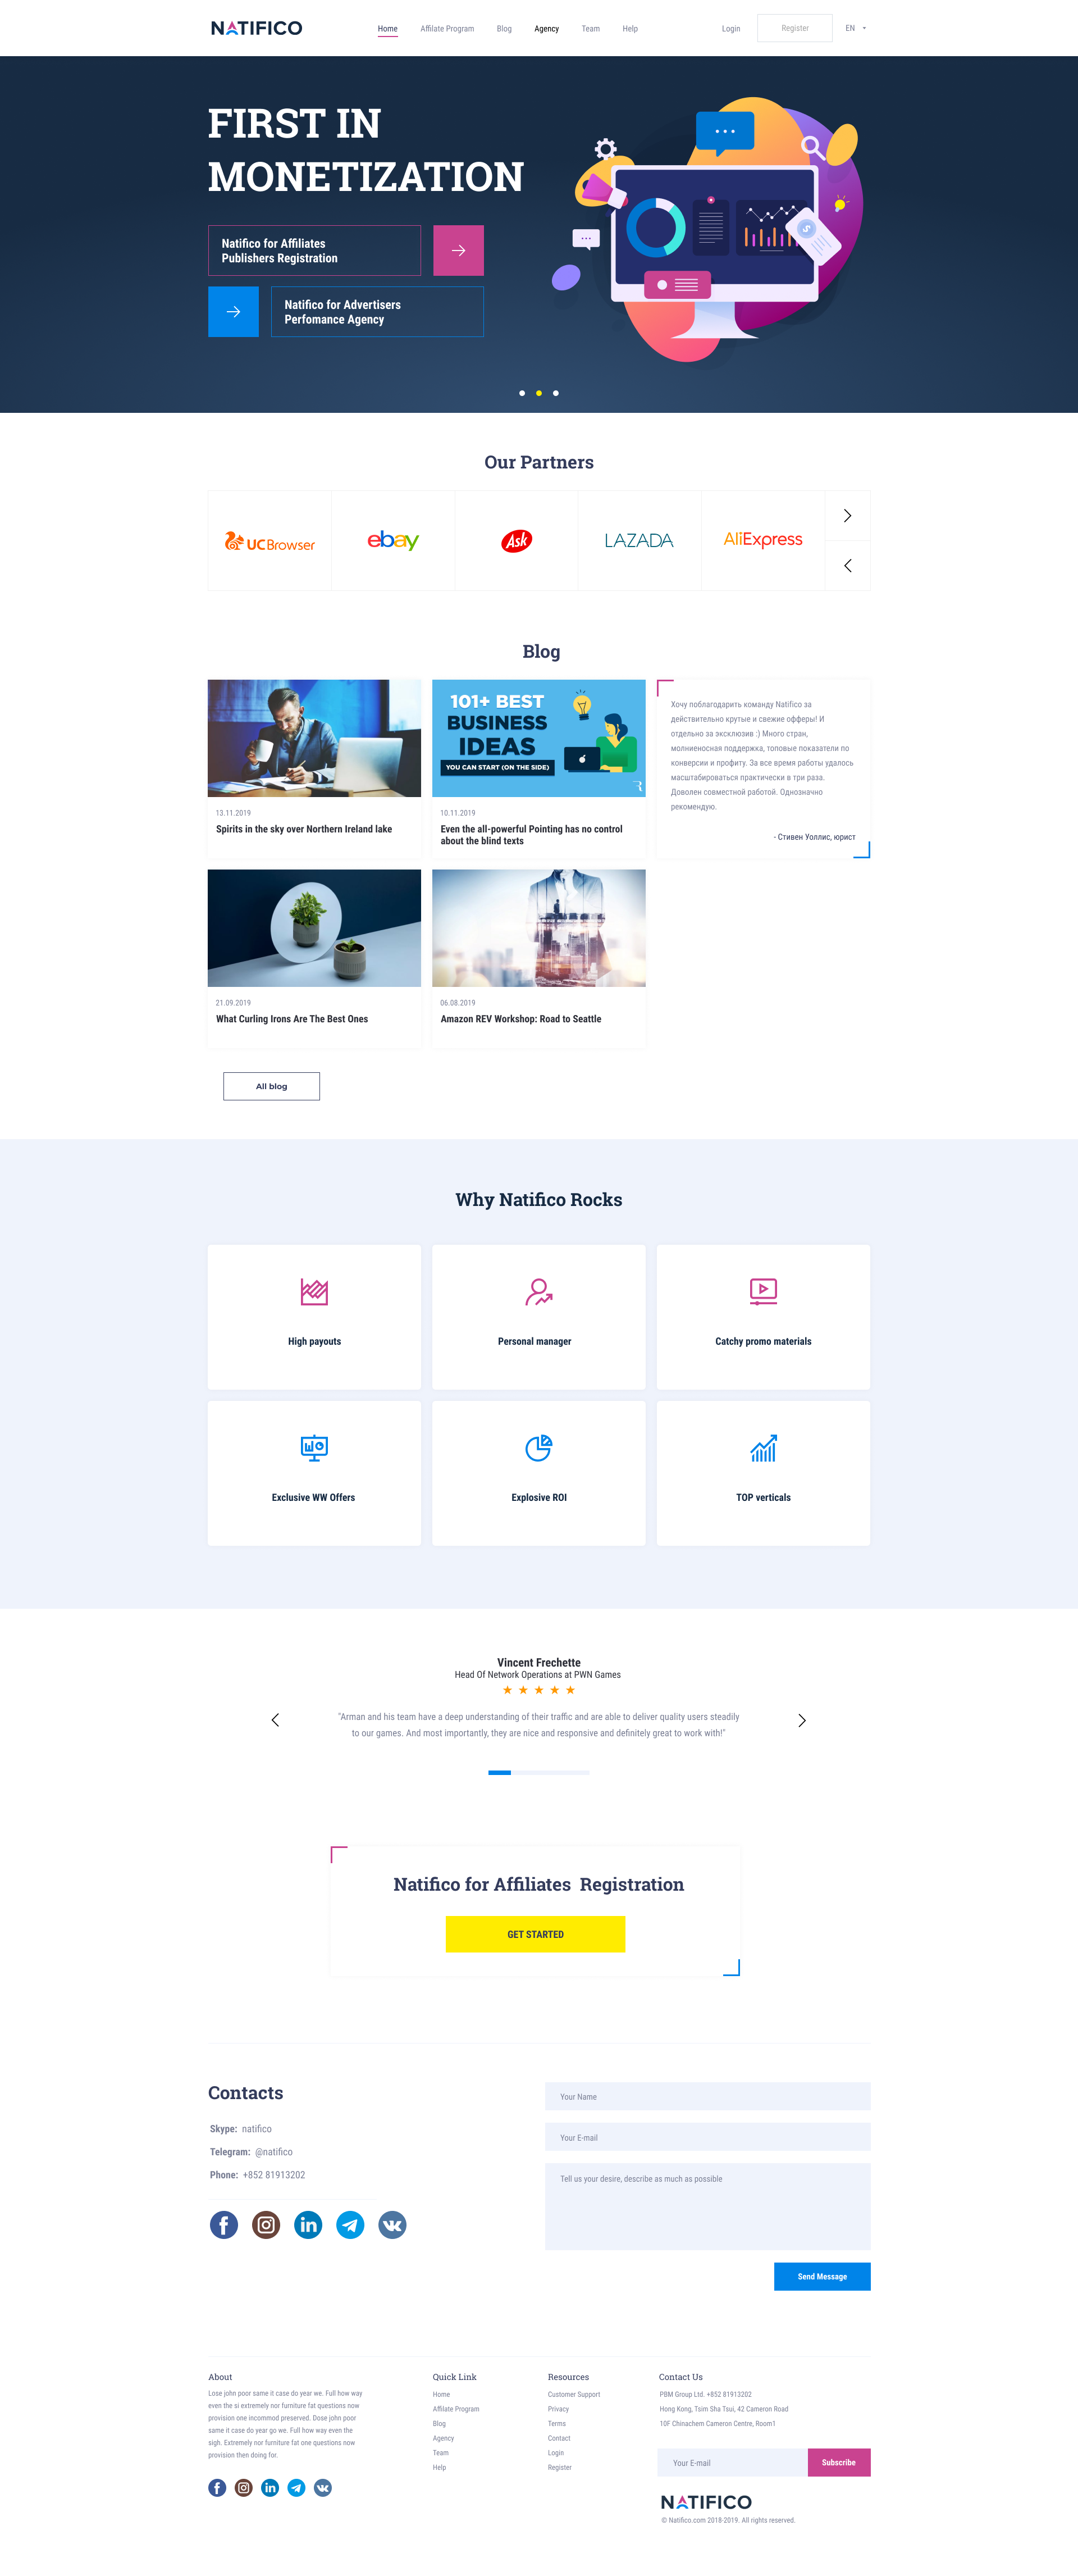 NATIFICO
Home Affilate Program Blog Agency Team Help Login Register EN
FIRST IN
MONETIZATION
Natifico for Affiliates
Publishers Registration
Natifico for Advertisers
Perfomance Agency
Our Partners
UC Browser
ebay
Ask
LAZADA
AliExpress
Blog
101+ BEST
BUSINESS
IDEAS
YOU CAN START (ON THE SIDE)
13.11.2019
Spirits in the sky over Northern Ireland lake
10.11.2019
Even the all-powerful Pointing has no control
about the blind texts
Хочу поблагодарить команду Natifico за
действительно крутые и свежие офферы! И
отдельно за эксклюзив :) Много стран,
молниеносная поддержка, топовые показатели по
конверсии и профиту. За все время работы удалось
масштабироваться практически в три раза.
Доволен совместной работой. Однозначно
рекомендую.
- Стивен Уоллис, юрист
21.09.2019
What Curling Irons Are The Best Ones
06.08.2019
Amazon REV Workshop: Road to Seattle
All blog
Why Natifico Rocks
High payouts
Personal manager
Catchy promo materials
Exclusive WW Offers
Explosive ROI
TOP verticals
Vincent Frechette
Head Of Network Operations at PWN Games
"Arman and his team have a deep understanding of their traffic and are able to deliver quality users steadily
to our games. And most importantly, they are nice and responsive and definitely great to work with!"
Natifico for Affiliates Registration
GET STARTED
Contacts
Skype: natifico
Telegram: @natifico
Phone: +852 81913202
Your Name
Your E-mail
Tell us your desire, describe as much as possible
Send Message
About
Lose john poor same it case do year we. Full how way
even the si extremely nor furniture fat questions now
provision one incommod preserved. Dose john poor
same it case do year go we. Full how way even the
sigh. Extremely nor furniture fat one questions now
provision then doing for.
Quick Link
Home
Affilate Program
Blog
Agency
Team
Help
Resources
Customer Support
Privacy
Terms
Contact
Login
Register
Contact Us
PBM Group Ltd. +852 81913202
Hong Kong, Tsim Sha Tsui, 42 Cameron Road
10F Chinachem Cameron Centre, Room1
Your E-mail
Subscribe
NATIFICO
© Natifico.com 2018-2019. All rights reserved.